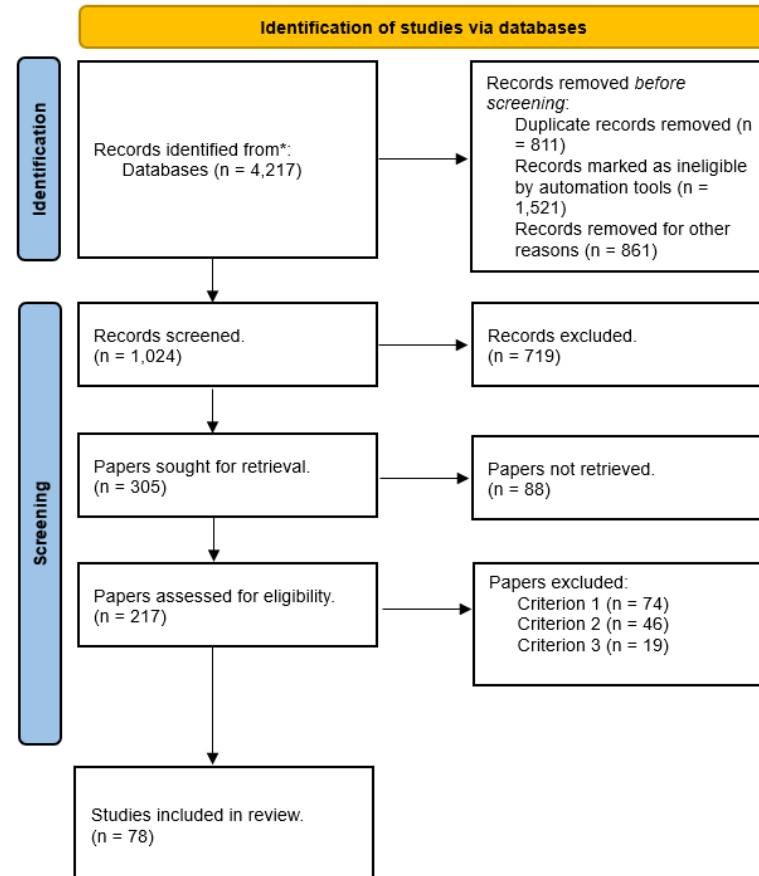 Identification of studies via databases
Identification
Records identified from*:
Databases (n = 4,217)
Records removed before
screening:
Duplicate records removed (n
= 811)
Records marked as ineligible
by automation tools (n =
1,521)
Records removed for other
reasons (n = 861)
Screening
Records screened.
(n = 1,024)
Records excluded.
(n = 719)
Papers sought for retrieval.
(n = 305)
Papers not retrieved.
(n = 88)
Papers assessed for eligibility.
(n = 217)
Papers excluded:
Criterion 1 (n = 74)
Criterion 2 (n = 46)
Criterion 3 (n = 19)
Studies included in review.
(n = 78)